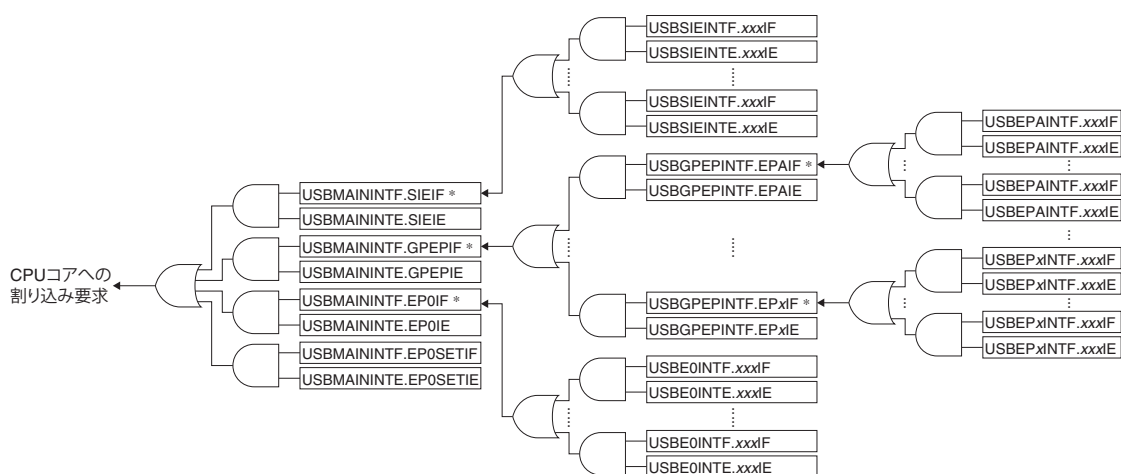 USBSIEINTF.xxxIF
USBSIEINTE.xxxIE
USBSIEINTF.xxxIF
USBSIEINTE.xxxIE
USBEPAINTF.xxxIF
USBEPAINTE.xxxIE
USBEPAINTF.xxxIF
USBEPAINTE.xxxIE
USBGPEPINTF.EPAIF *
USBGPEPINTF.EPAIE
USBMAININTF.SIEIF *
USBMAININTE.SIEIE
USBMAININTF.GPEPIF *
USBMAININTE.GPEPIE
USBMAININTF.EP0IF *
USBMAININTE.EP0IE
USBMAININTF.EP0SETIF
USBMAININTE.EP0SETIE
CPUコアへの
割り込み要求
USBEPxINTF.xxxIF
USBEPxINTF.xxxIE
USBEPxINTF.xxxIF
USBEPxINTF.xxxIE
USBGPEPINTF.EPxIF *
USBGPEPINTF.EPxIE
USBE0INTF.xxxIF
USBE0INTE.xxxIE
USBE0INTF.xxxIF
USBE0INTE.xxxIE